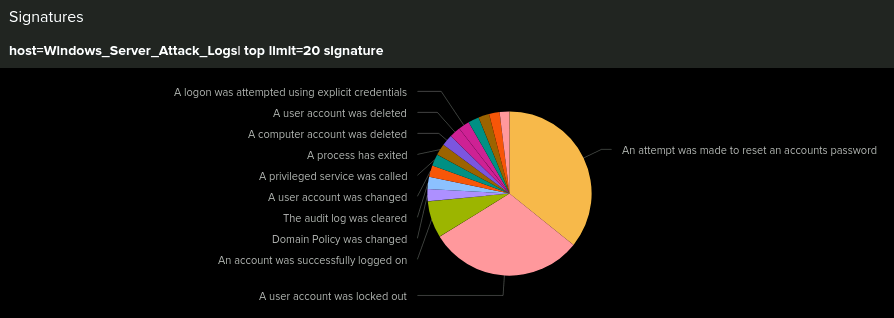 Signatures
host=Windows_Server_Attack_Logs| top limit=20 signature
A logon was attempted using explicit credentials
A user account was deleted
A computer account was deleted
A process has exited
A privileged service was called
A user account was changed
The audit log was cleared
Domain Policy was changed
An account was successfully logged on
A user account was locked out
An attempt was made to reset an accounts password